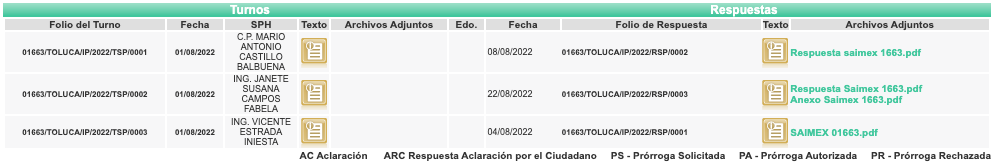 Turnos Respuestas
Folio del Turno Fecha SPH Texto Archivos Adjuntos Edo. Fecha Folio de Respuesta Texto Archivos Adjuntos
01663/TOLUCA/IP/2022/TSP/0001 01/08/2022 C.P. MARIO
ANTONIO
CASTILLO
BALBUENA
08/08/2022 01663/TOLUCA/IP/2022/RSP/0002 Respuesta saimex 1663.pdf
01663/TOLUCA/IP/2022/TSP/0002 01/08/2022 ING. JANETE
SUSANA
CAMPOS
FABELA
22/08/2022 01663/TOLUCA/IP/2022/RSP/0003 Respuesta Saimex 1663.pdf
Anexo Saimex 1663.pdf
01663/TOLUCA/IP/2022/TSP/0003 01/08/2022 ING. VICENTE
ESTRADA
INIESTA
04/08/2022 01663/TOLUCA/IP/2022/RSP/0001 SAIMEX 01663.pdf
AC Aclaración ARC Respuesta Aclaración por el Ciudadano PS - Prórroga Solicitada PA - Prórroga Autorizada PR - Prórroga Rechazada